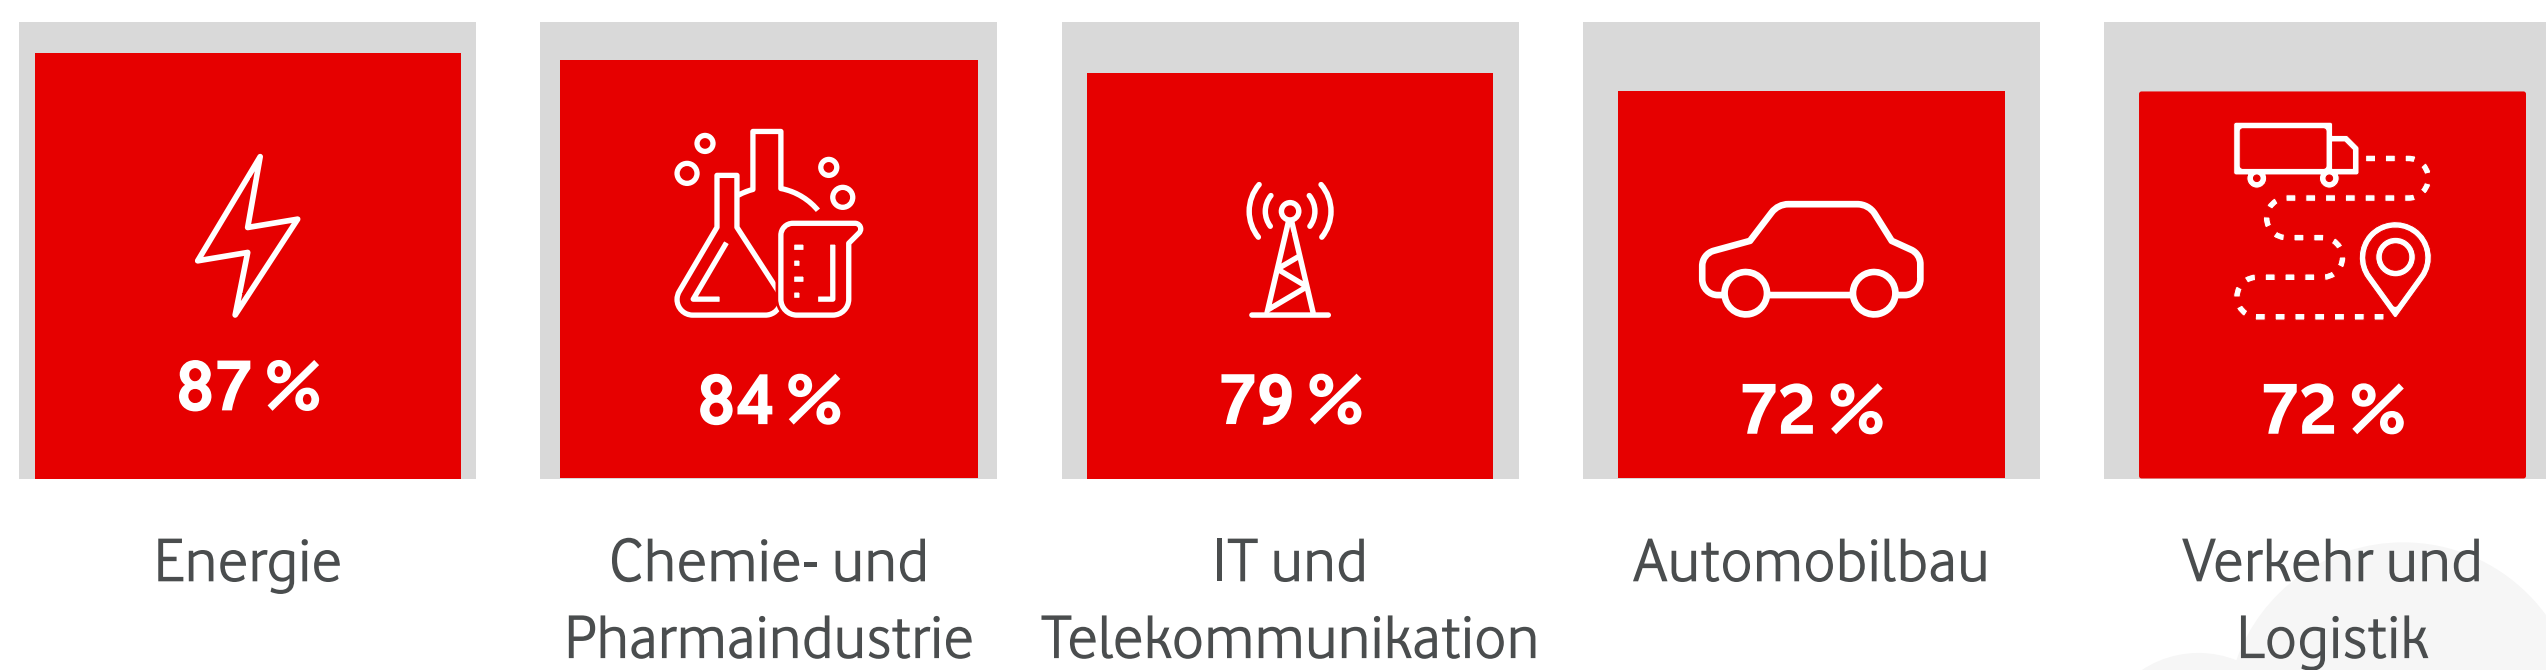 87 %
84 %
79 %
72 %
72 %
Energie
Chemie- und
Pharmaindustrie
IT und
Telekommunikation
Automobilbau
Verkehr und
Logistik